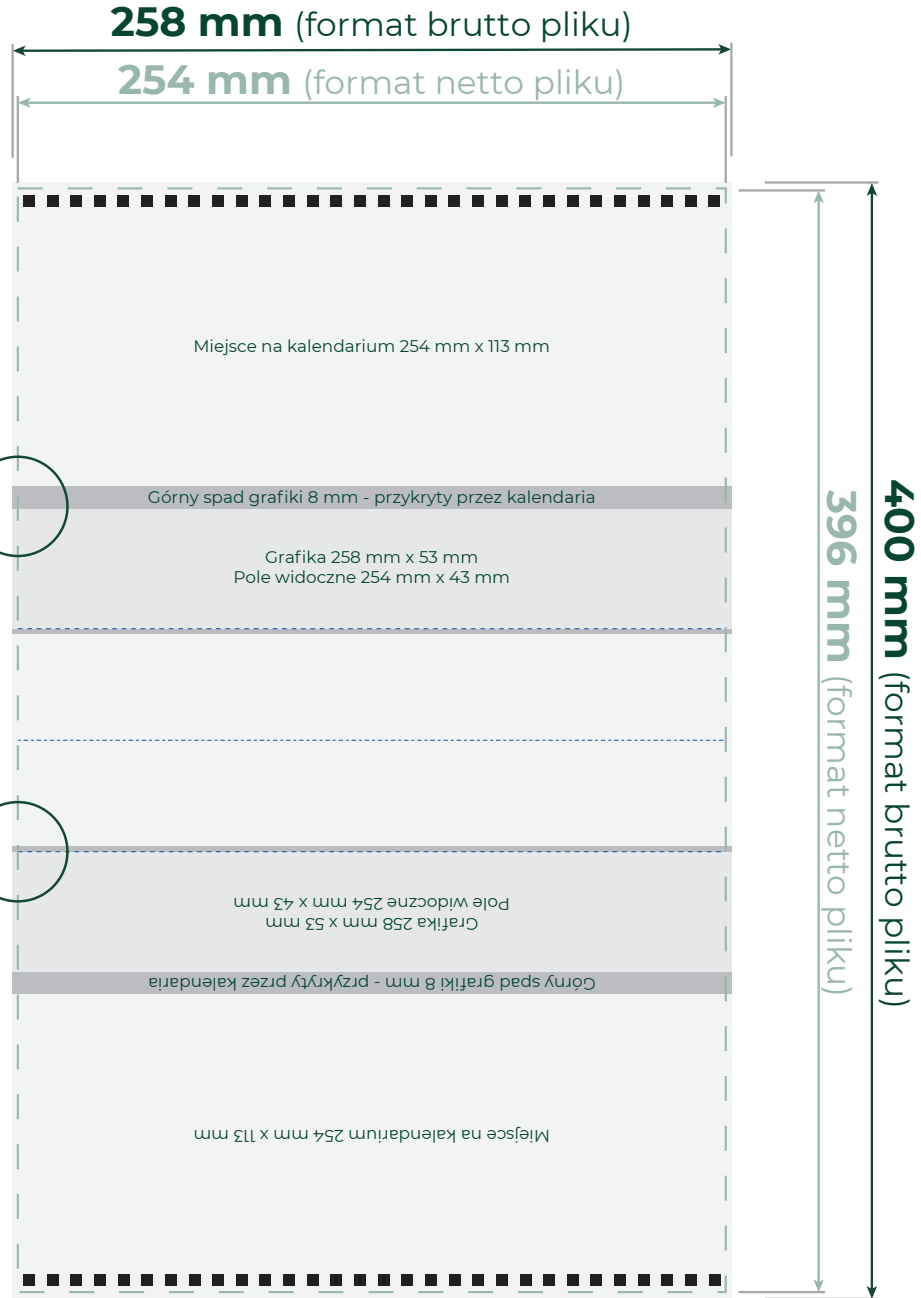 258 mm (format brutto pliku)
254 mm (format netto pliku)
Miejsce na kalendarium 254 mm x 113 mm
Górny spad grafiki 8 mm - przykryty przez kalendaria
Grafika 258 mm x 53 mm
Pole widoczne 254 mm x 43 mm
396 mm (format netto pliku)
400 mm (format brutto pliku)
Pole widoczne 254 mm x 43 mm
Grafika 258 mm x 53 mm
Górny spad grafiki 8 mm - przykryty przez kalendaria
Miejsce na kalendarium 254 mm x 113 mm